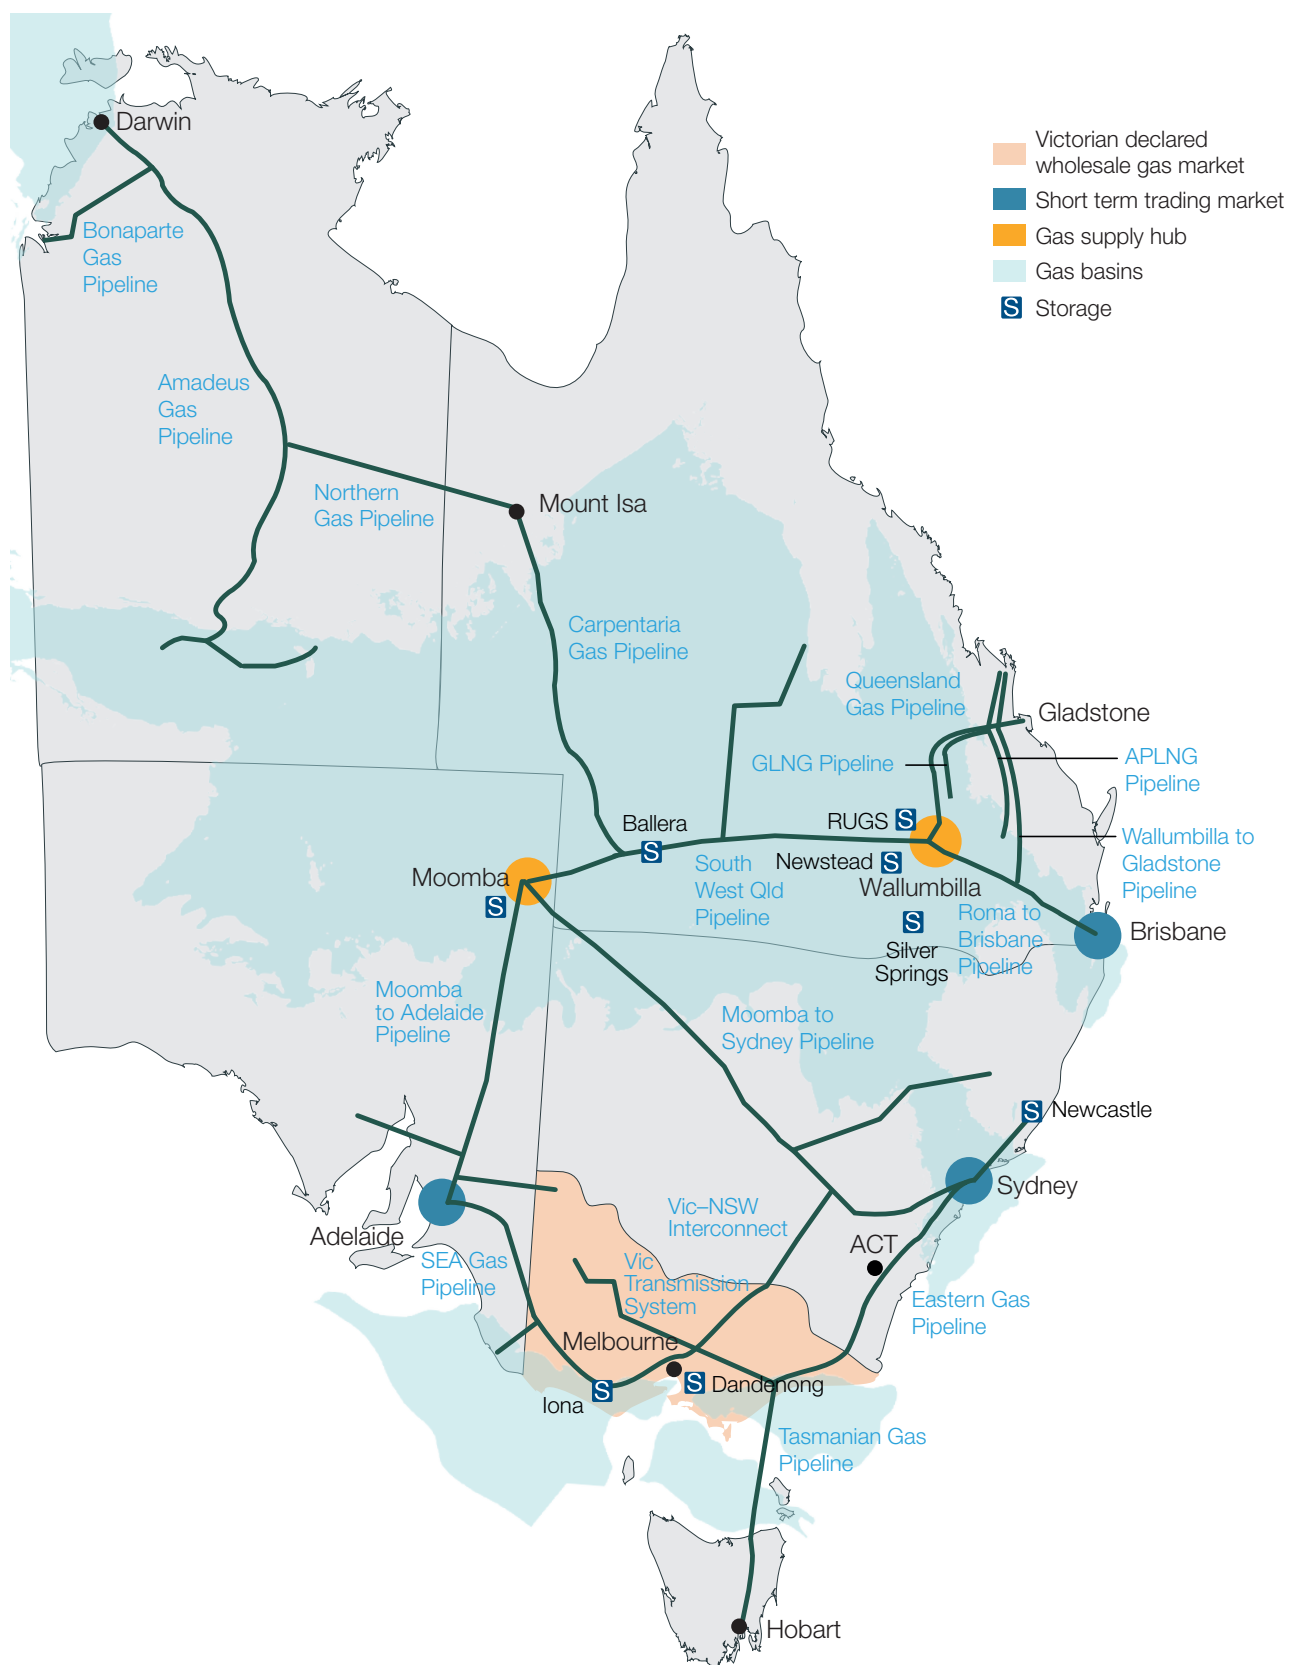 Darwin
Victorian declared
wholesale gas market
Short term trading market
Gas supply hub
Gas basins
S Storage
Bonaparte
Gas
Pipeline
Amadeus
Gas
Pipeline
Northern
Gas Pipeline
Mount Isa
Carpentaria
Gas Pipeline
Queensland
Gas Pipeline
Gladstone
GLNG Pipeline
APLNG
Pipeline
Ballera
S
RUGS S
Wallumbilla to
Gladstone
Pipeline
Newstead S
Wallumbilla
Moomba
S
South
West Qld
Pipeline
S
Silver
Springs
Roma to
Brisbane
Pipeline
Brisbane
Moomba
to Adelaide
Pipeline
Moomba to
Sydney Pipeline
S Newcastle
Sydney
Adelaide
Vic–NSW
Interconnect
ACT
SEA Gas
Pipeline
Vic
Transmission
System
Eastern Gas
Pipeline
Melbourne
S Dandenong
S
Iona
Tasmanian Gas
Pipeline
Hobart